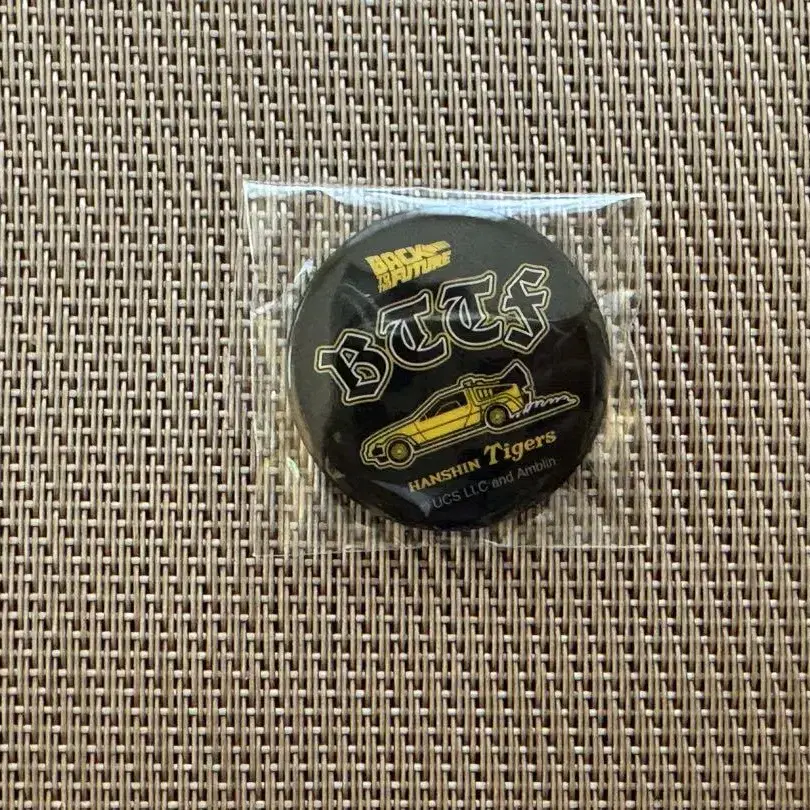 BACK
TO THE
FUTURE
BTTF
HANSHIN Tigers
UCS LLC and Amblin